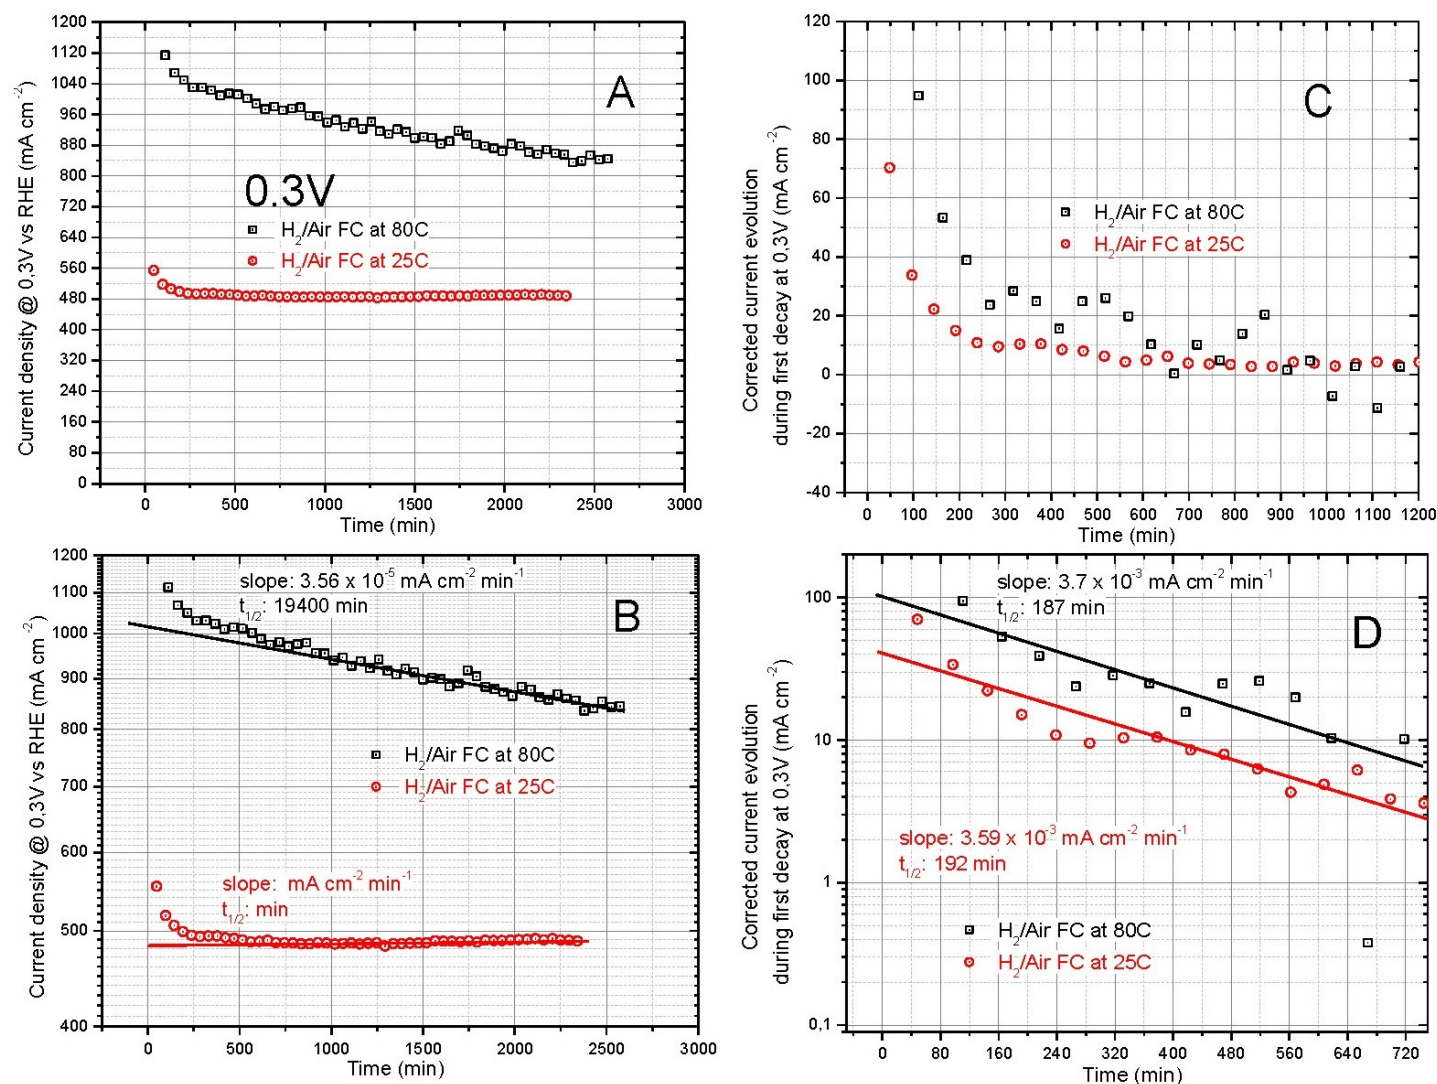 Current density @ 0.3V vs RHE (mA cm-2)
1200
1120
1040
960
880
800
720
640
560
480
400
320
240
160
80
0
A
0.3V
H2/Air FC at 80C
H2/Air FC at 25C
0 500 1000 1500 2000 2500 3000
Time (min)
Corrected current evolution
during first decay at 0,3V (mA cm-2)
120
100
80
60
40
20
0
-20
-40
C
H2/Air FC at 80C
H2/Air FC at 25C
0 100 200 300 400 500 600 700 800 900 1000 1100 1200
Time (min)
Current density @ 0,3V vs RHE (mA cm-2)
1200
1100
1000
900
800
700
600
500
400
slope: 3.56 x 10-5 mA cm-2 min-1
t1/2: 19400 min
B
H2/Air FC at 80C
H2/Air FC at 25C
slope: mA cm-2 min-1
t1/2: min
0 500 1000 1500 2000 2500 3000
Time (min)
Corrected current evolution
during first decay at 0,3V (mA cm-2)
100
10
1
0,1
slope: 3.7 x 10-3 mA cm-2 min-1
t1/2: 187 min
D
slope: 3.59 x 10-3 mA cm-2 min-1
t1/2: 192 min
H2/Air FC at 80C
H2/Air FC at 25C
0 80 160 240 320 400 480 560 640 720
Time (min)